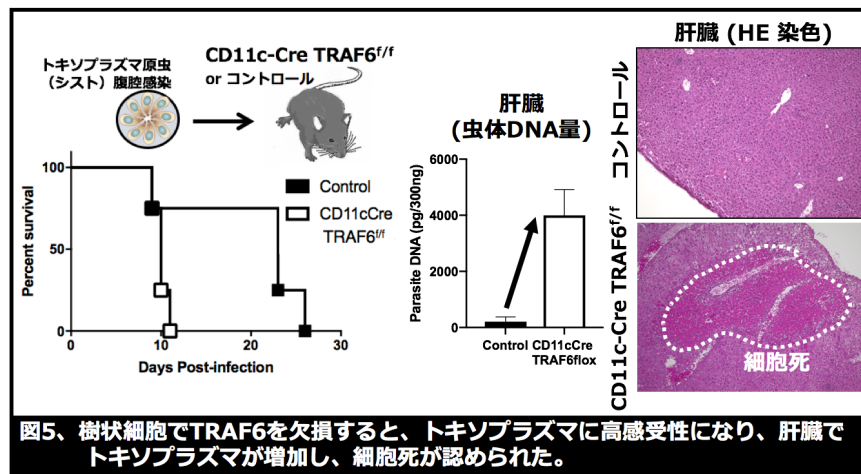 トキソプラズマ原虫
（シスト）腹腔感染
CD11c-Cre TRAF6f/f
or コントロール
100
50
0
Percent survival
0
10
20
30
Days Post-infection
Control
CD11cCre
TRAF6f/f
肝臓
(虫体DNA量)
6000
4000
2000
0
Parasite DNA (pg/300ng)
Control CD11cCre
TRAF6flox
肝臓 (HE 染色)
コントロール
CD11c-Cre TRAF6f/f
細胞死
図5、樹状細胞でTRAF6を欠損すると、トキソプラズマに高感受性になり、肝臓で
トキソプラズマが増加し、細胞死が認められた。